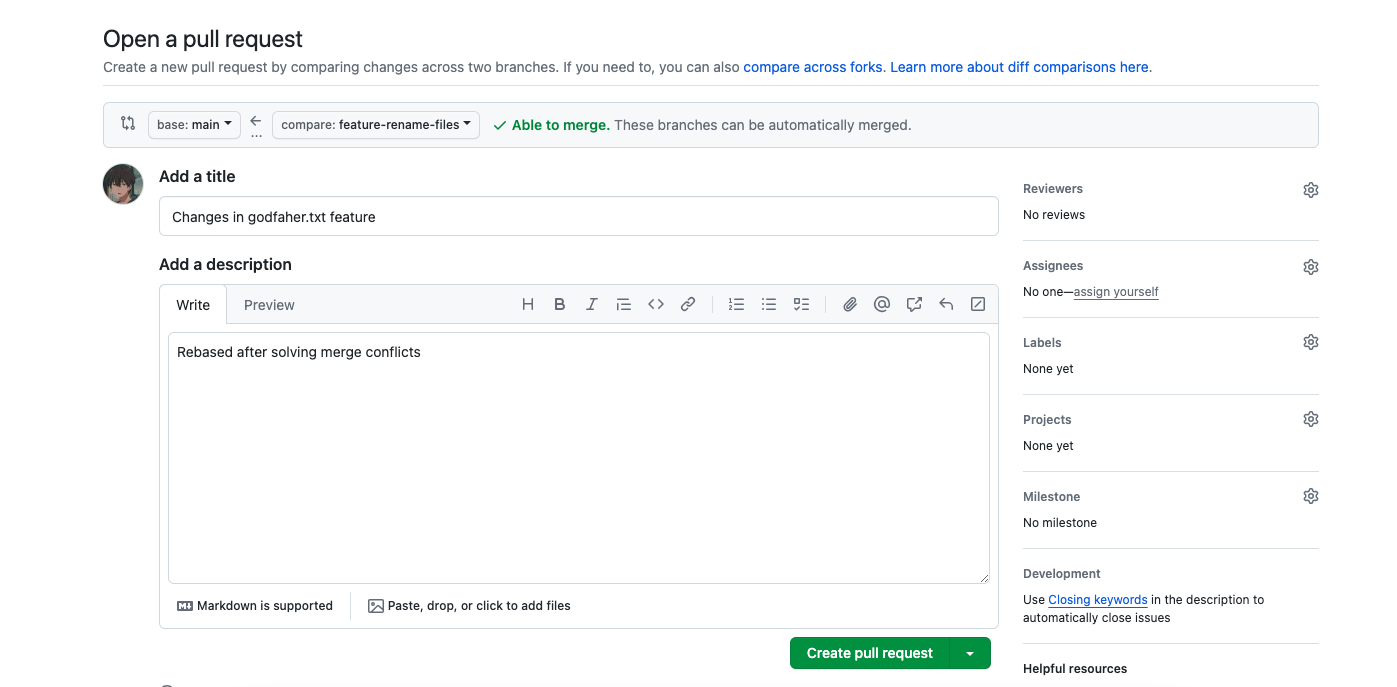 Open a pull request
Create a new pull request by comparing changes across two branches. If you need to, you can also compare across forks. Learn more about diff comparisons here.
base: main
compare: feature-rename-files
Able to merge. These branches can be automatically merged.
Add a title
Changes in godfaher.txt feature
Add a description
Write
Preview
Rebased after solving merge conflicts
Markdown is supported
Paste, drop, or click to add files
Create pull request
Reviewers
No reviews
Assignees
No one—assign yourself
Labels
None yet
Projects
None yet
Milestone
No milestone
Development
Use Closing keywords in the description to
automatically close issues
Helpful resources